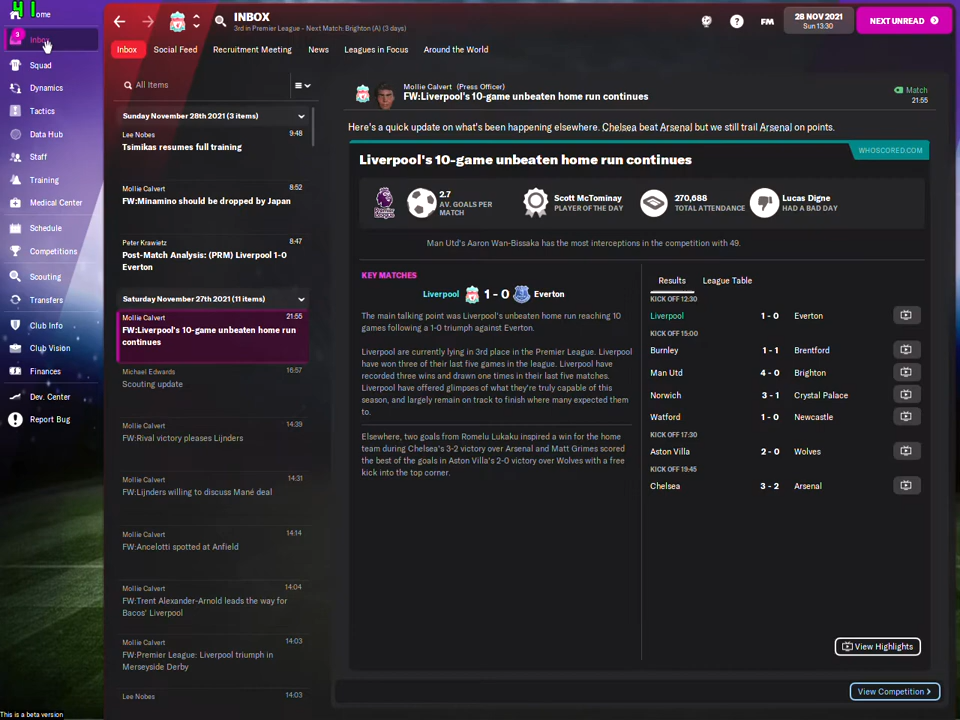 Home
41
3
Inbox
Squad
Dynamics
Tactics
Data Hub
Staff
Training
Medical Center
Schedule
Competitions
Scouting
Transfers
Club Info
Club Vision
Finances
Dev. Center
Report Bug
This is a beta version
INBOX
3rd in Premier League - Next Match: Brighton (A) (3 days)
?
FM
28 NOV 2021
Sun 13:30
NEXT UNREAD
Inbox
Social Feed
Recruitment Meeting
News
Leagues in Focus
Around the World
All Items
Sunday November 28th 2021 (3 items)
Lee Nobes 9:48
Tsimikas resumes full training
Mollie Calvert 8:52
FW:Minamino should be dropped by Japan
Peter Krawietz 8:47
Post-Match Analysis: (PRM) Liverpool 1-0
Everton
Saturday November 27th 2021 (11 items)
Mollie Calvert 21:55
FW:Liverpool's 10-game unbeaten home run
continues
Michael Edwards 16:57
Scouting update
Mollie Calvert 14:39
FW:Rival victory pleases Lijnders
Mollie Calvert 14:31
FW:Lijnders willing to discuss Mané deal
Mollie Calvert 14:14
FW:Ancelotti spotted at Anfield
Mollie Calvert 14:04
FW:Trent Alexander-Arnold leads the way for
Bacos' Liverpool
Mollie Calvert 14:03
FW:Premier League: Liverpool triumph in
Merseyside Derby
Lee Nobes 14:03
Mollie Calvert (Press Officer)
FW:Liverpool's 10-game unbeaten home run continues
Match
21:55
Here's a quick update on what's been happening elsewhere. Chelsea beat Arsenal but we still trail Arsenal on points.
Liverpool's 10-game unbeaten home run continues
WHOSCORED.COM
2.7
AV. GOALS PER
MATCH
Scott McTominay
PLAYER OF THE DAY
270,688
TOTAL ATTENDANCE
Lucas Digne
HAD A BAD DAY
Man Utd's Aaron Wan-Bissaka has the most interceptions in the competition with 49.
KEY MATCHES
Liverpool 1 - 0 Everton
The main talking point was Liverpool's unbeaten home run reaching 10
games following a 1-0 triumph against Everton.
Liverpool are currently lying in 3rd place in the Premier League. Liverpool
have won three of their last five games in the league. Liverpool have
recorded three wins and drawn one times in their last five matches.
Liverpool have offered glimpses of what they're truly capable of this
season, and largely remain on track to finish where many expected them
to.
Elsewhere, two goals from Romelu Lukaku inspired a win for the home
team during Chelsea's 3-2 victory over Arsenal and Matt Grimes scored
the best of the goals in Aston Villa's 2-0 victory over Wolves with a free
kick into the top corner.
Results
League Table
KICK OFF 12:30
Liverpool 1 - 0 Everton
KICK OFF 15:00
Burnley 1 - 1 Brentford
Man Utd 4 - 0 Brighton
Norwich 3 - 1 Crystal Palace
Watford 1 - 0 Newcastle
KICK OFF 17:30
Aston Villa 2 - 0 Wolves
KICK OFF 19:45
Chelsea 3 - 2 Arsenal
View Highlights
View Competition >